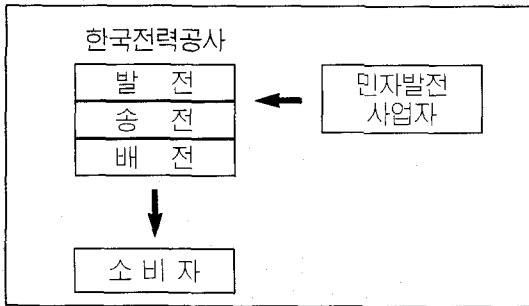 한국전력공사
발 전
송 전
배 전
민자발전
사업자
소 비 자